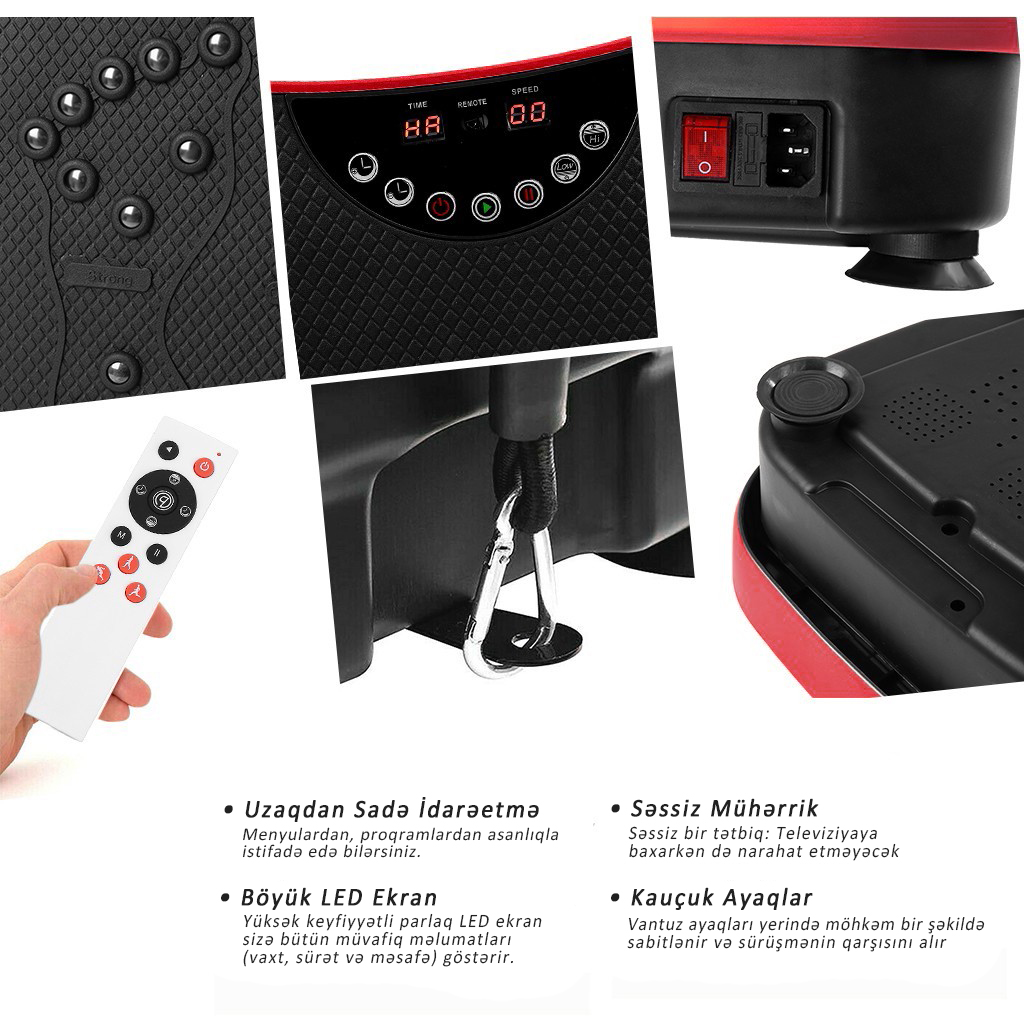 TIME
REMOTE
SPEED
HA
00
Hi
Low
Strong
M
• Uzaqdan Sadə İdarəetmə
Menyulardan, proqramlardan asanlıqla
istifadə edə bilərsiniz.
• Səssiz Mühərrik
Səssiz bir tətbiq: Televiziyaya
baxarkən də narahat etməyəcək
• Böyük LED Ekran
Yüksək keyfiyyətli parlaq LED ekran
sizə bütün müvafiq məlumatları
(vaxt, sürət və məsafə) göstərir.
• Kauçuk Ayaqlar
Vantuz ayaqları yerində möhkəm bir şəkildə
sabitlənir və sürüşmənin qarşısını alır